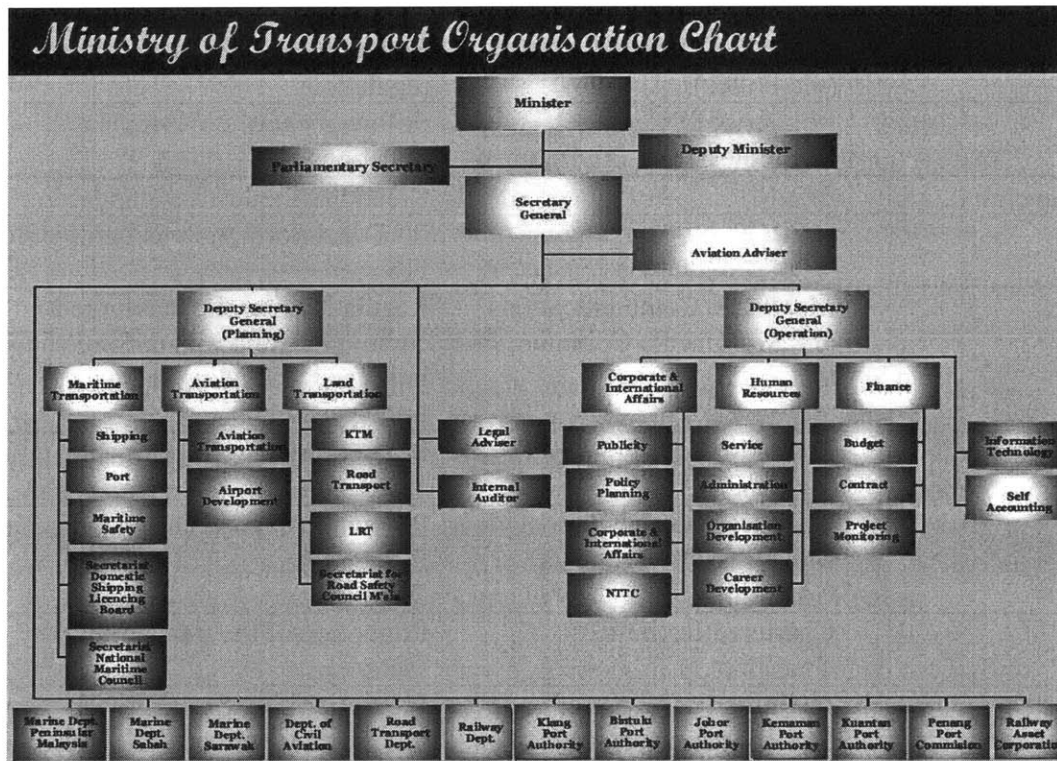 Ministry of Transport Organisation Chart
Minister
Deputy Minister
Parliamentary Secretary
Secretary
General
Aviation Adviser
Deputy Secretary
General
(Planning)
Deputy Secretary
General
(Operation)
Maritime
Transportation
Aviation
Transportation
Land
Transportation
Corporate &
International
Affairs
Human
Resources
Finance
Shipping
Port
Maritime
Safety
Secretariat
Domestic
Shipping
Licencing
Board
Secretariat
National
Maritime
Council
Aviation
Transportation
Airport
Development
KTM
Road
Transport
LRT
Secretariat for
Road Safety
Council M'sia
Legal
Adviser
Internal
Auditor
Publicity
Policy
Planning
Corporate &
International
Affairs
NTTC
Service
Administration
Organisation
Development
Career
Development
Budget
Contract
Project
Monitoring
Information
Technology
Self
Accounting
Marine Dept.
Peninsular
Malaysia
Marine
Dept.
Sabah
Marine
Dept.
Sarawak
Dept. of
Civil
Aviation
Road
Transport
Dept.
Railway
Dept.
Klang
Port
Authority
Bintulu
Port
Authority
Johor
Port
Authority
Kemaman
Port
Authority
Kuantan
Port
Authority
Penang
Port
Commision
Railway
Asset
Corporation